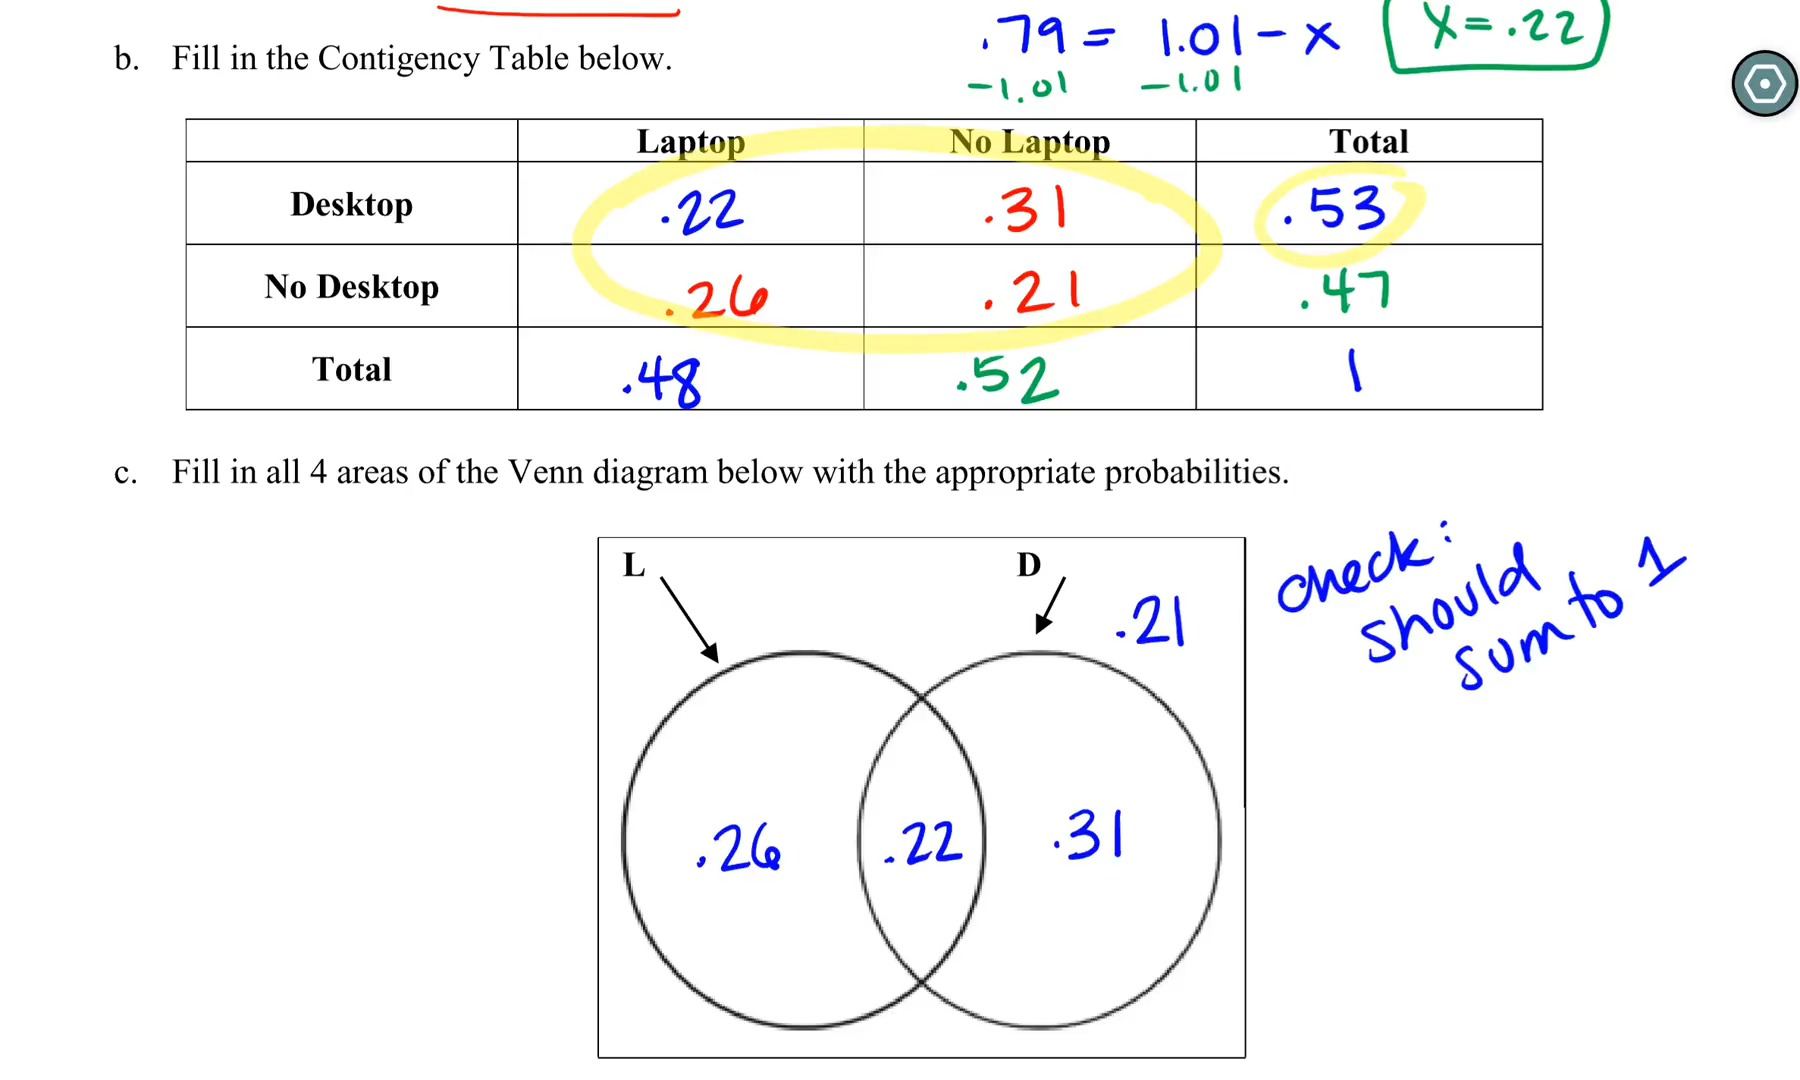 .79 = 1.01 - x
x = .22
-1.01 -1.01
b. Fill in the Contigency Table below.
Laptop No Laptop Total
Desktop .22 .31 .53
No Desktop .26 .21 .47
Total .48 .52 1
c. Fill in all 4 areas of the Venn diagram below with the appropriate probabilities.
L D
.21
check:
should
sum to 1
.26 .22 .31